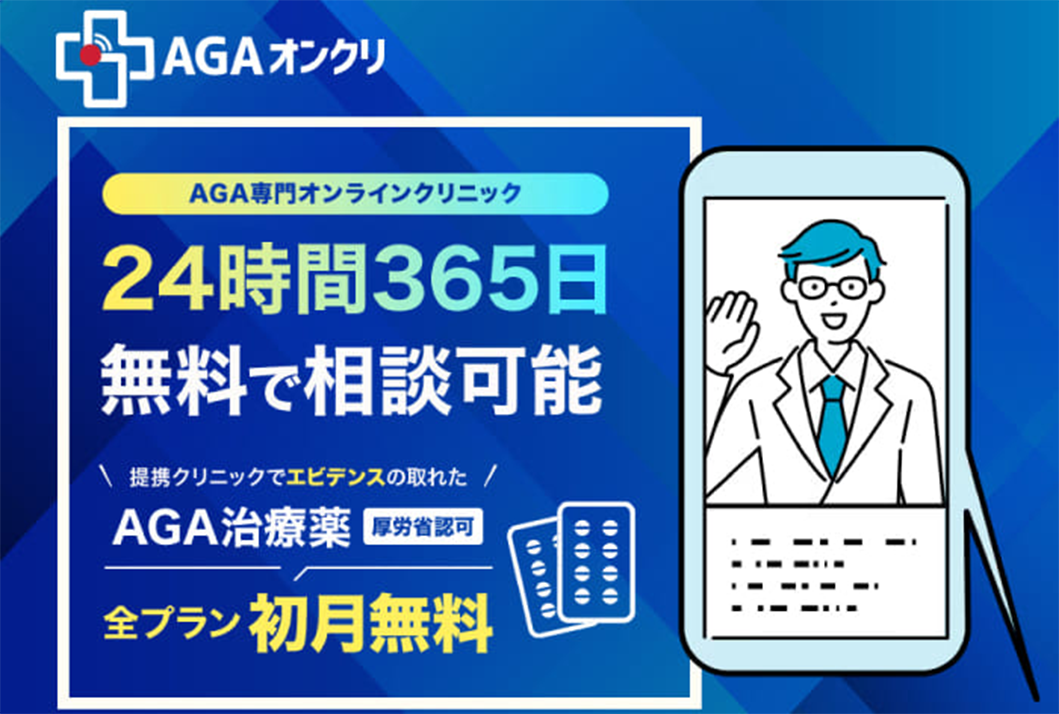 AGAオンクリ
AGA専門オンラインクリニック
24時間365日
無料で相談可能
提携クリニックでエビデンスの取れた
AGA治療薬 厚労省認可
全プラン 初月無料